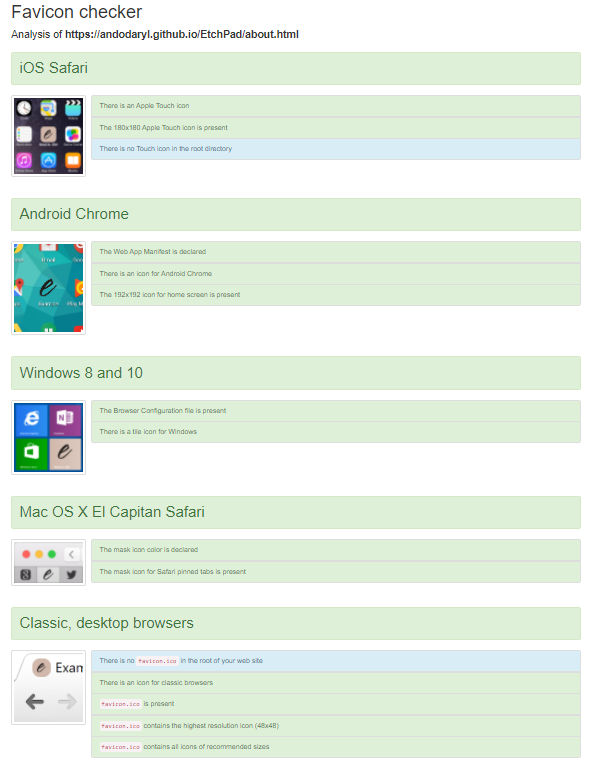 Favicon checker
Analysis of https://andodaryl.github.io/EtchPad/about.html
iOS Safari
There is an Apple Touch icon
The 180x180 Apple Touch icon is present
There is no Touch icon in the root directory
Android Chrome
The Web App Manifest is declared
There is an icon for Android Chrome
The 192x192 icon for home screen is present
Windows 8 and 10
The Browser Configuration file is present
There is a tile icon for Windows
Mac OS X El Capitan Safari
The mask icon color is declared
The mask icon for Safari pinned tabs is present
Classic, desktop browsers
Exam
There is no favicon.ico in the root of your web site
There is an icon for classic browsers
favicon.ico is present
favicon.ico contains the highest resolution icon (48x48)
favicon.ico contains all icons of recommended sizes